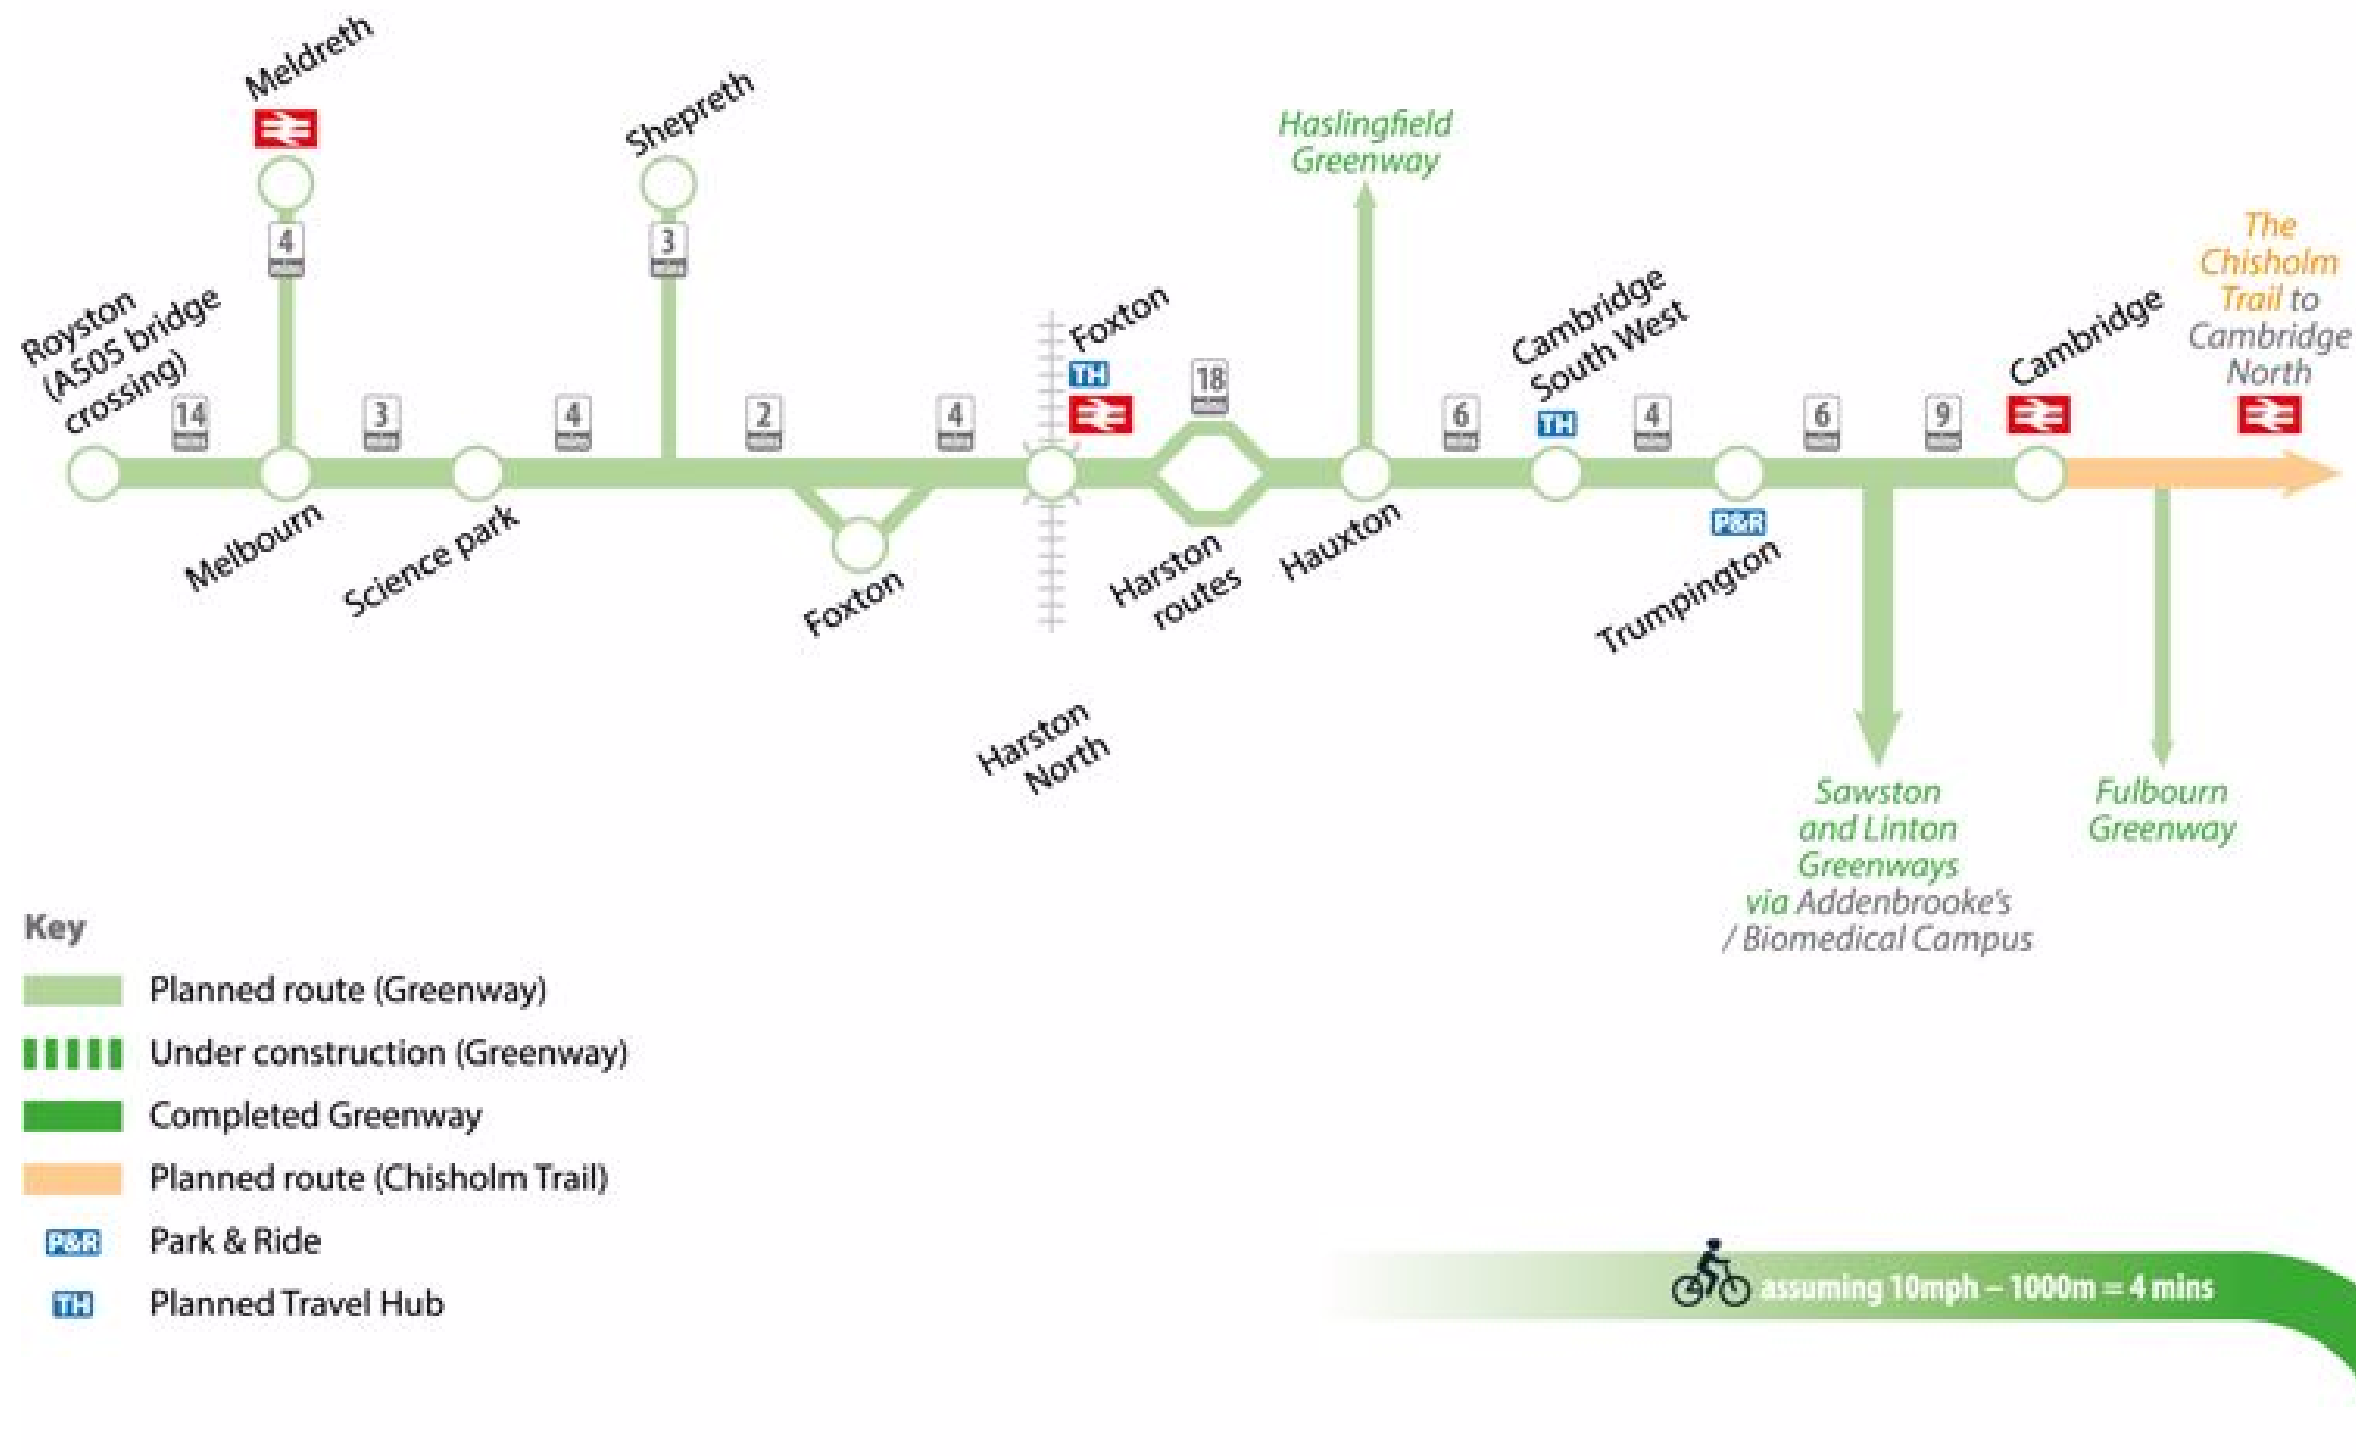 Meldreth
Shepreth
Haslingfield
Greenway
The
Chisholm
Trail to
Cambridge
North
Royston
(A505 bridge
crossing)
Foxton
TH
Cambridge
South West
TH
Cambridge
4
3
14
3
4
2
4
18
6
4
6
9
Melbourn
Science park
Foxton
Harston
routes
Hauxton
P&R
Trumpington
Harston
North
Sawston
and Linton
Greenways
via Addenbrooke's
/ Biomedical Campus
Fulbourn
Greenway
Key
Planned route (Greenway)
Under construction (Greenway)
Completed Greenway
Planned route (Chisholm Trail)
P&R Park & Ride
TH Planned Travel Hub
assuming 10mph – 1000m = 4 mins